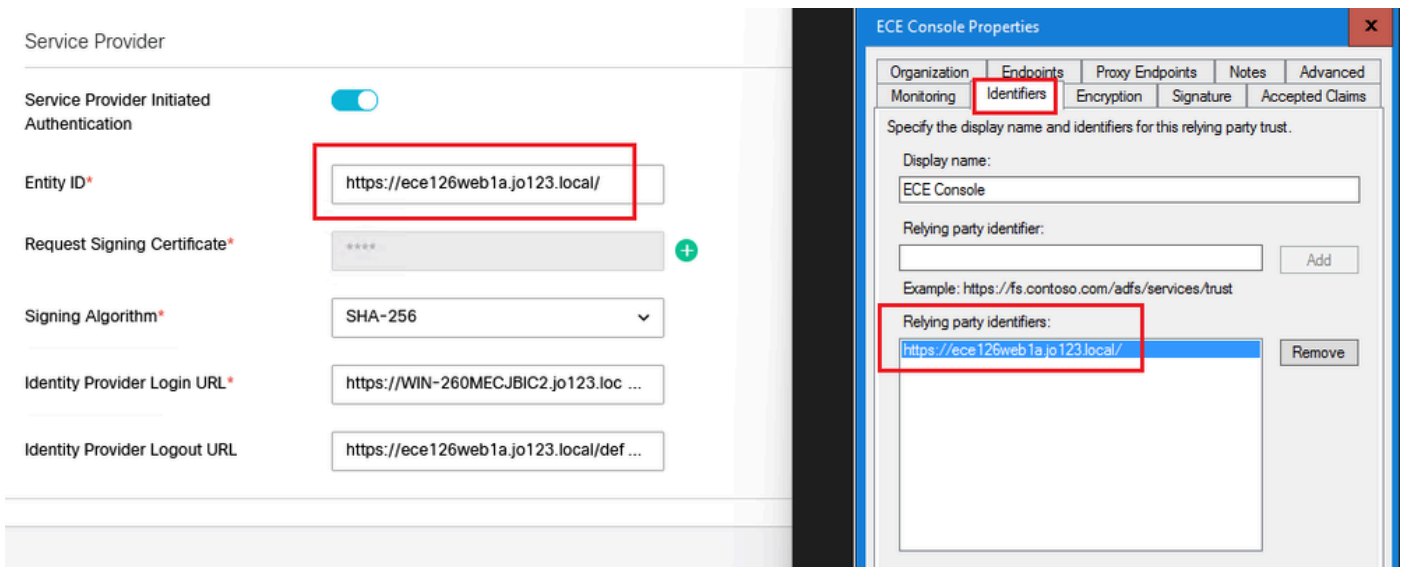 Service Provider
Service Provider Initiated
Authentication
Entity ID*
https://ece126web1a.jo123.local/
Request Signing Certificate*
****
Signing Algorithm*
SHA-256
Identity Provider Login URL*
https://WIN-260MECJBIC2.jo123.loc ...
Identity Provider Logout URL
https://ece126web1a.jo123.local/def ...
ECE Console Properties
x
Organization Endpoints Proxy Endpoints Notes Advanced
Monitoring Identifiers Encryption Signature Accepted Claims
Specify the display name and identifiers for this relying party trust.
Display name:
ECE Console
Relying party identifier:
Add
Example: https://fs.contoso.com/adfs/services/trust
Relying party identifiers:
https://ece126web1a.jo123.local/
Remove